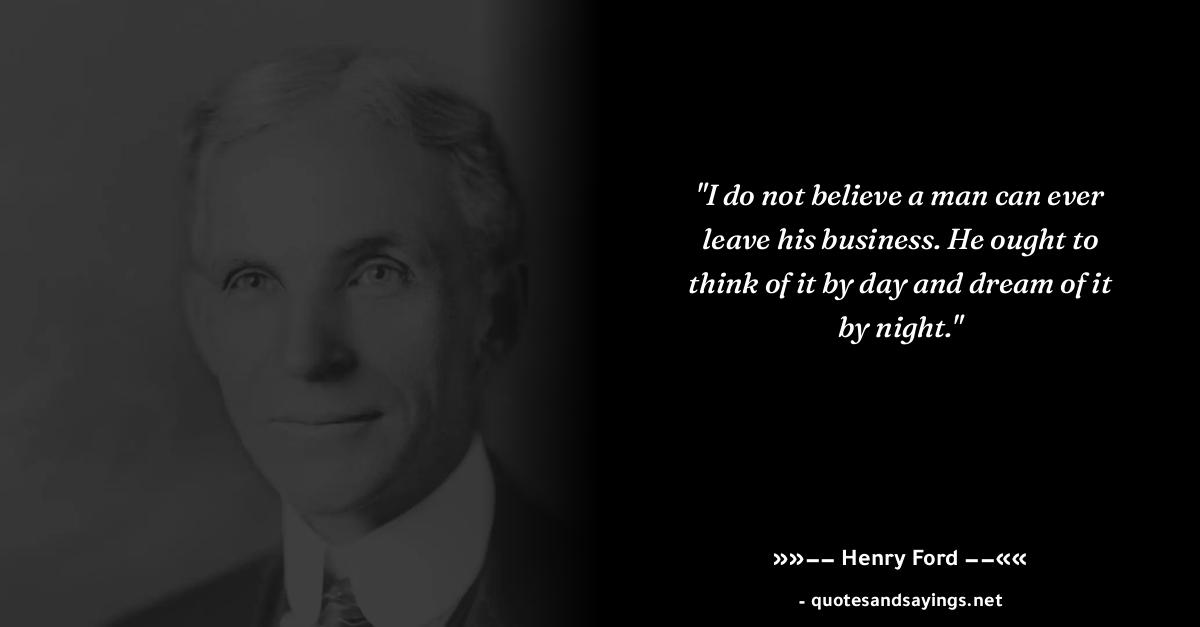 "I do not believe a man can ever
leave his business. He ought to
think of it by day and dream of it
by night."
»»–– Henry Ford ––««
- quotesandsayings.net